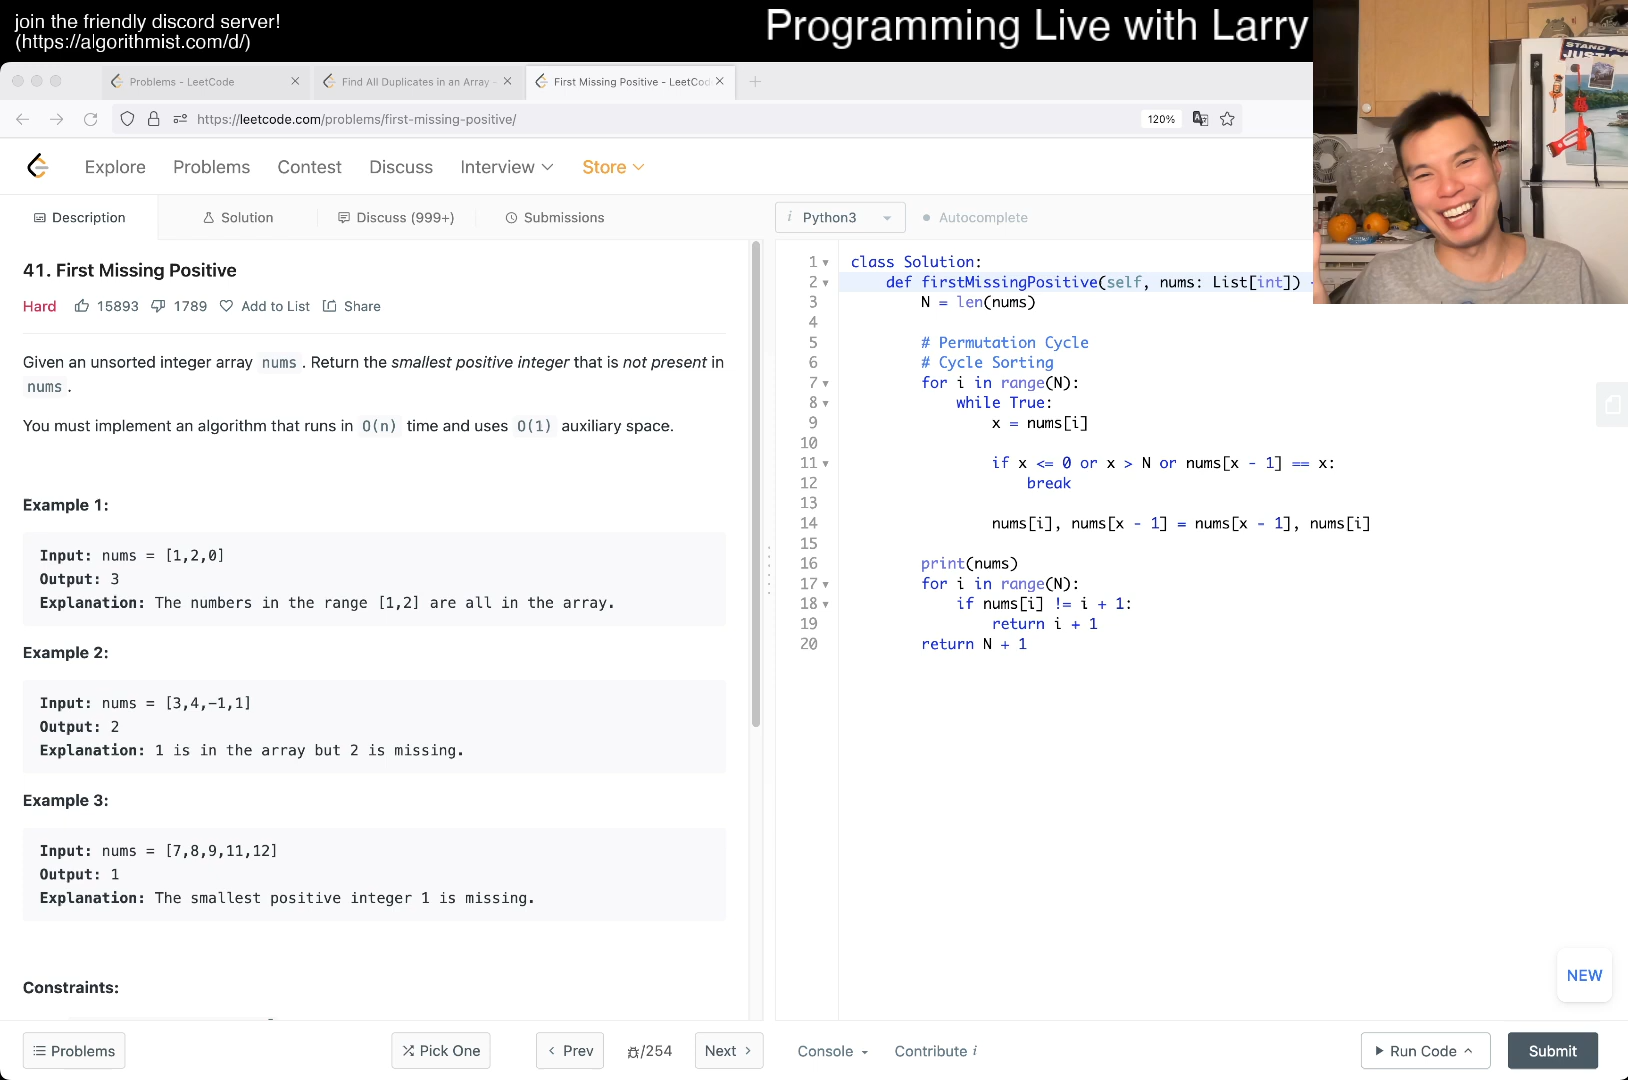 join the friendly discord server!
(https://algorithmist.com/d/)
Programming Live with Larry
STAND FO
JUSTIC
Problems - LeetCode
Find All Duplicates in an Array -
First Missing Positive - LeetCod
https://leetcode.com/problems/first-missing-positive/
120%
Explore
Problems
Contest
Discuss
Interview
Store
Description
Solution
Discuss (999+)
Submissions
i Python3
Autocomplete
41. First Missing Positive
Hard
15893
1789
Add to List
Share
Given an unsorted integer array nums . Return the smallest positive integer that is not present in
nums .
You must implement an algorithm that runs in O(n) time and uses O(1) auxiliary space.
Example 1:
Input: nums = [1,2,0]
Output: 3
Explanation: The numbers in the range [1,2] are all in the array.
Example 2:
Input: nums = [3,4,-1,1]
Output: 2
Explanation: 1 is in the array but 2 is missing.
Example 3:
Input: nums = [7,8,9,11,12]
Output: 1
Explanation: The smallest positive integer 1 is missing.
Constraints:
1 class Solution:
2 def firstMissingPositive(self, nums: List[int]) -
3 N = len(nums)
4
5 # Permutation Cycle
6 # Cycle Sorting
7 for i in range(N):
8 while True:
9 x = nums[i]
10
11 if x <= 0 or x > N or nums[x - 1] == x:
12 break
13
14 nums[i], nums[x - 1] = nums[x - 1], nums[i]
15
16 print(nums)
17 for i in range(N):
18 if nums[i] != i + 1:
19 return i + 1
20 return N + 1
NEW
Problems
Pick One
Prev
/254
Next
Console
Contribute i
Run Code
Submit